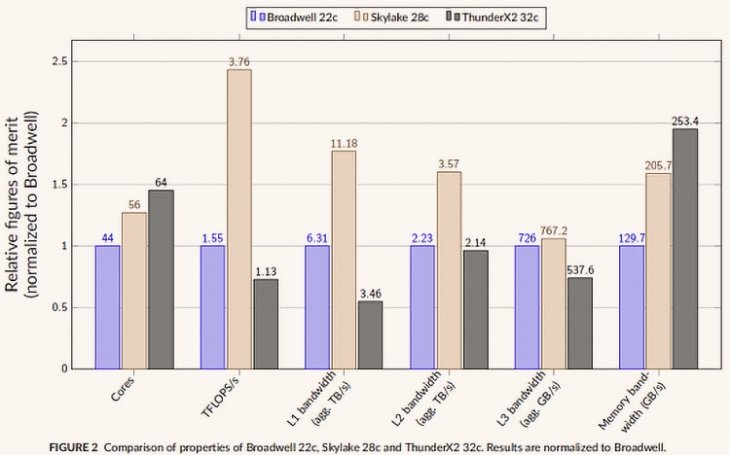 Broadwell 22c Skylake 28c ThunderX2 32c
Relative figures of merit
(normalized to Broadwell)
2.5
2
1.5
1
0.5
0
44
56
64
1.55
3.76
1.13
6.31
11.18
3.46
2.23
3.57
2.14
726
767.2
537.6
129.7
205.7
253.4
Cores
TFLOPS/s
L1 bandwidth
(agg. TB/s)
L2 bandwidth
(agg. TB/s)
L3 bandwidth
(agg. GB/s)
Memory band-
width (GB/s)
FIGURE 2 Comparison of properties of Broadwell 22c, Skylake 28c and ThunderX2 32c. Results are normalized to Broadwell.